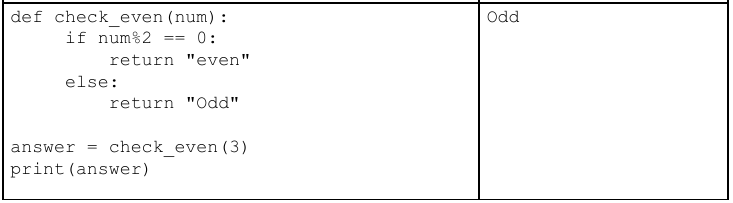 def check_even(num):
     if num%2 == 0:
         return "even"
     else:
         return "Odd"

answer = check_even(3)
print(answer)
Odd